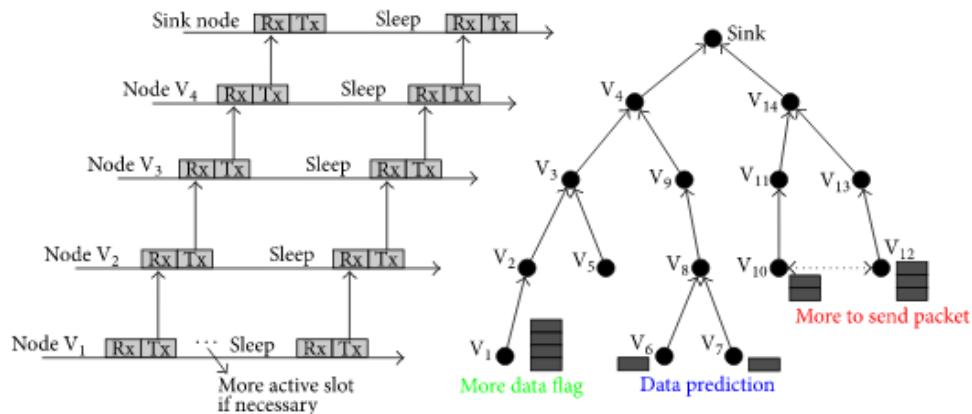 Sink node Rx Tx Sleep Rx Tx
Node V4 Rx Tx Sleep Rx Tx
Node V3 Rx Tx Sleep Rx Tx
Node V2 Rx Tx Sleep Rx Tx
Node V1 Rx Tx ... Sleep Rx Tx
More active slot
if necessary
Sink
V4 V14
V3 V9 V11 V13
V2 V5 V8 V10 V12
More to send packet
V1 V6 V7
More data flag Data prediction